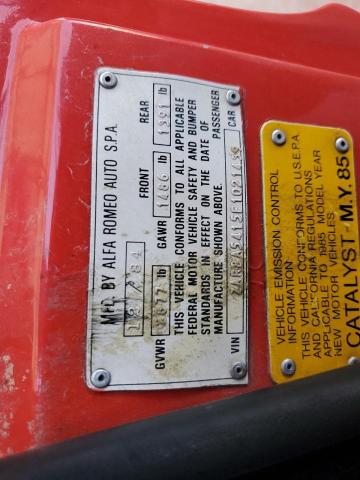 MFG. BY ALFA ROMEO AUTO S.P.A.
84
FRONT REAR
GVWR lb GAWR 1486 lb 1391 lb
THIS VEHICLE CONFORMS TO ALL APPLICABLE
FEDERAL MOTOR VEHICLE SAFETY AND BUMPER
STANDARDS IN EFFECT ON THE DATE OF
MANUFACTURE SHOWN ABOVE. PASSENGER
VIN CAR
VEHICLE EMISSION CONTROL
INFORMATION
THIS VEHICLE CONFORMS TO U.S.E.P.A.
AND CALIFORNIA REGULATIONS
APPLICABLE TO 1985 MODEL YEAR
NEW MOTOR VEHICLES
CATALYST - M.Y. 85